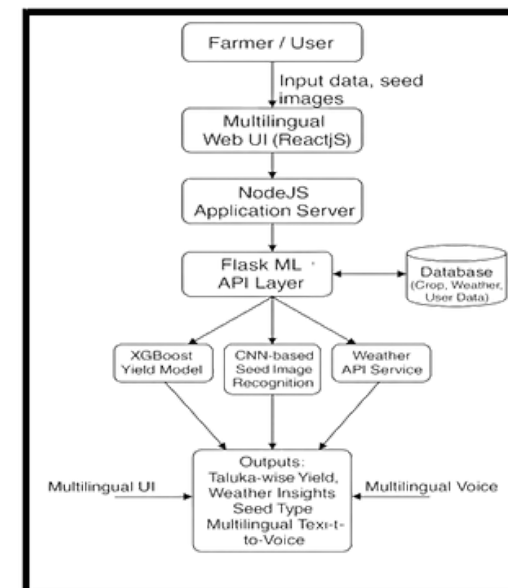 Farmer / User
Input data, seed
images
Multilingual
Web UI (ReactjS)
NodeJS
Application Server
Flask ML
API Layer
Database
(Crop, Weather,
User Data)
XGBoost
Yield Model
CNN-based
Seed Image
Recognition
Weather
API Service
Outputs:
Taluka-wise Yield,
Weather Insights
Seed Type
Multilingual Text-t-
to-Voice
Multilingual UI
Multilingual Voice